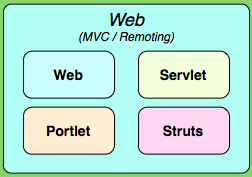 Web
(MVC / Remoting)
Web
Servlet
Portlet
Struts